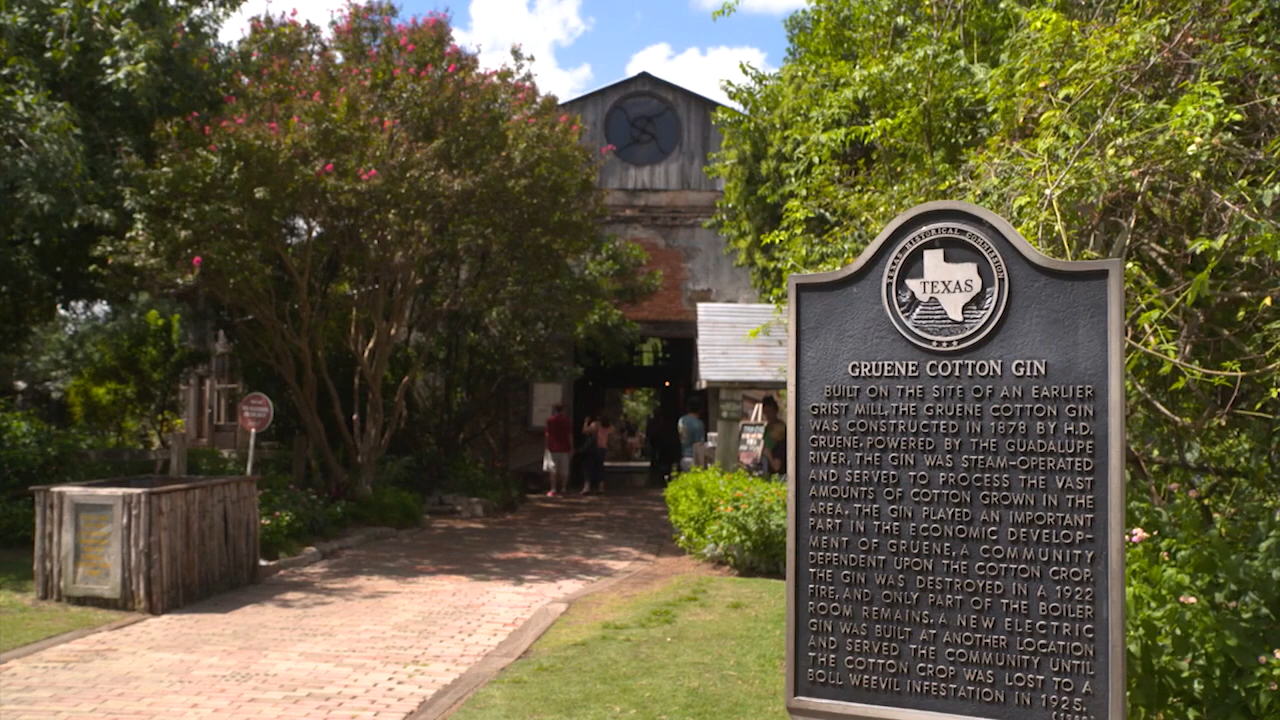 TEXAS HISTORICAL COMMISSION
TEXAS
GRUENE COTTON GIN
BUILT ON THE SITE OF AN EARLIER
GRIST MILL, THE GRUENE COTTON GIN
WAS CONSTRUCTED IN 1878 BY H.D.
GRUENE. POWERED BY THE GUADALUPE
RIVER, THE GIN WAS STEAM-OPERATED
AND SERVED TO PROCESS THE VAST
AMOUNTS OF COTTON GROWN IN THE
AREA. THE GIN PLAYED AN IMPORTANT
PART IN THE ECONOMIC DEVELOP-
MENT OF GRUENE, A COMMUNITY
DEPENDENT UPON THE COTTON CROP.
THE GIN WAS DESTROYED IN A 1922
FIRE, AND ONLY PART OF THE BOILER
ROOM REMAINS. A NEW ELECTRIC
GIN WAS BUILT AT ANOTHER LOCATION
AND SERVED THE COMMUNITY UNTIL
THE COTTON CROP WAS LOST TO A
BOLL WEEVIL INFESTATION IN 1925.